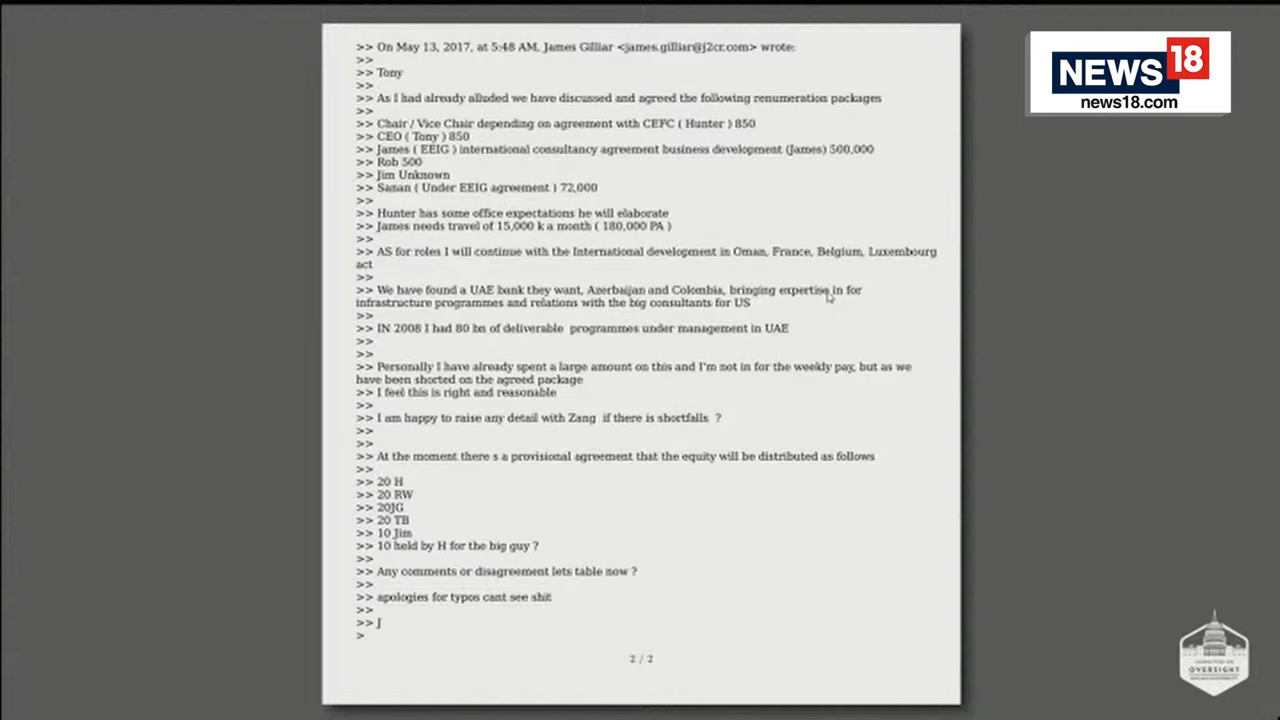 >> On May 13, 2017, at 5:48 AM, James Gilliar <james.gilliar@j2cr.com> wrote:
>>
>> Tony
>>
>> As I had already alluded we have discussed and agreed the following renumeration packages
>>
>> Chair / Vice Chair depending on agreement with CEFC ( Hunter ) 850
>> CEO ( Tony ) 850
>> James ( EEIG ) international consultancy agreement business development (James) 500,000
>> Rob 500
>> Jim Unknown
>> Sanan ( Under EEIG agreement ) 72,000
>>
>> Hunter has some office expectations he will elaborate
>> James needs travel of 15,000 k a month ( 180,000 PA )
>>
>> AS for roles I will continue with the International development in Oman, France, Belgium, Luxembourg
act
>>
>> We have found a UAE bank they want, Azerbaijan and Colombia, bringing expertise in for
infrastructure programmes and relations with the big consultants for US
>>
>> IN 2008 I had 80 bn of deliverable programmes under management in UAE
>>
>>
>> Personally I have already spent a large amount on this and I'm not in for the weekly pay, but as we
have been shorted on the agreed package
>> I feel this is right and reasonable
>>
>> I am happy to raise any detail with Zang if there is shortfalls ?
>>
>>
>> At the moment there s a provisional agreement that the equity will be distributed as follows
>>
>> 20 H
>> 20 RW
>> 20JG
>> 20 TB
>> 10 Jim
>> 10 held by H for the big guy ?
>>
>> Any comments or disagreement lets table now ?
>>
>> apologies for typos cant see shit
>>
>> J
>
2 / 2
NEWS 18
news18.com
COMMITTEE ON
OVERSIGHT